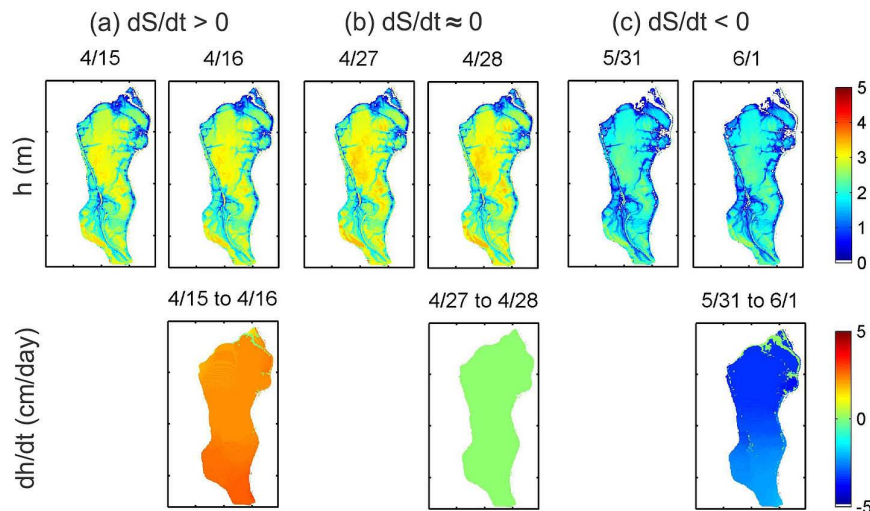 (a) dS/dt > 0 (b) dS/dt ≈ 0 (c) dS/dt < 0
4/15 4/16 4/27 4/28 5/31 6/1
h (m)
5
4
3
2
1
0
4/15 to 4/16 4/27 to 4/28 5/31 to 6/1
dh/dt (cm/day)
5
0
-5